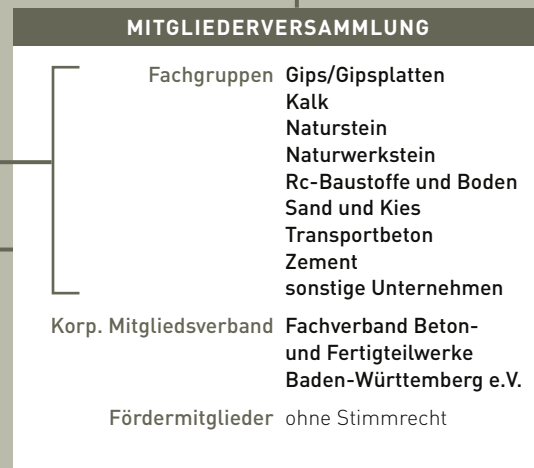 MITGLIEDERVERSAMMLUNG
Fachgruppen Gips/Gipsplatten
Kalk
Naturstein
Naturwerkstein
Rc-Baustoffe und Boden
Sand und Kies
Transportbeton
Zement
sonstige Unternehmen
Korp. Mitgliedsverband Fachverband Beton-
und Fertigteilwerke
Baden-Württemberg e.V.
Fördermitglieder ohne Stimmrecht